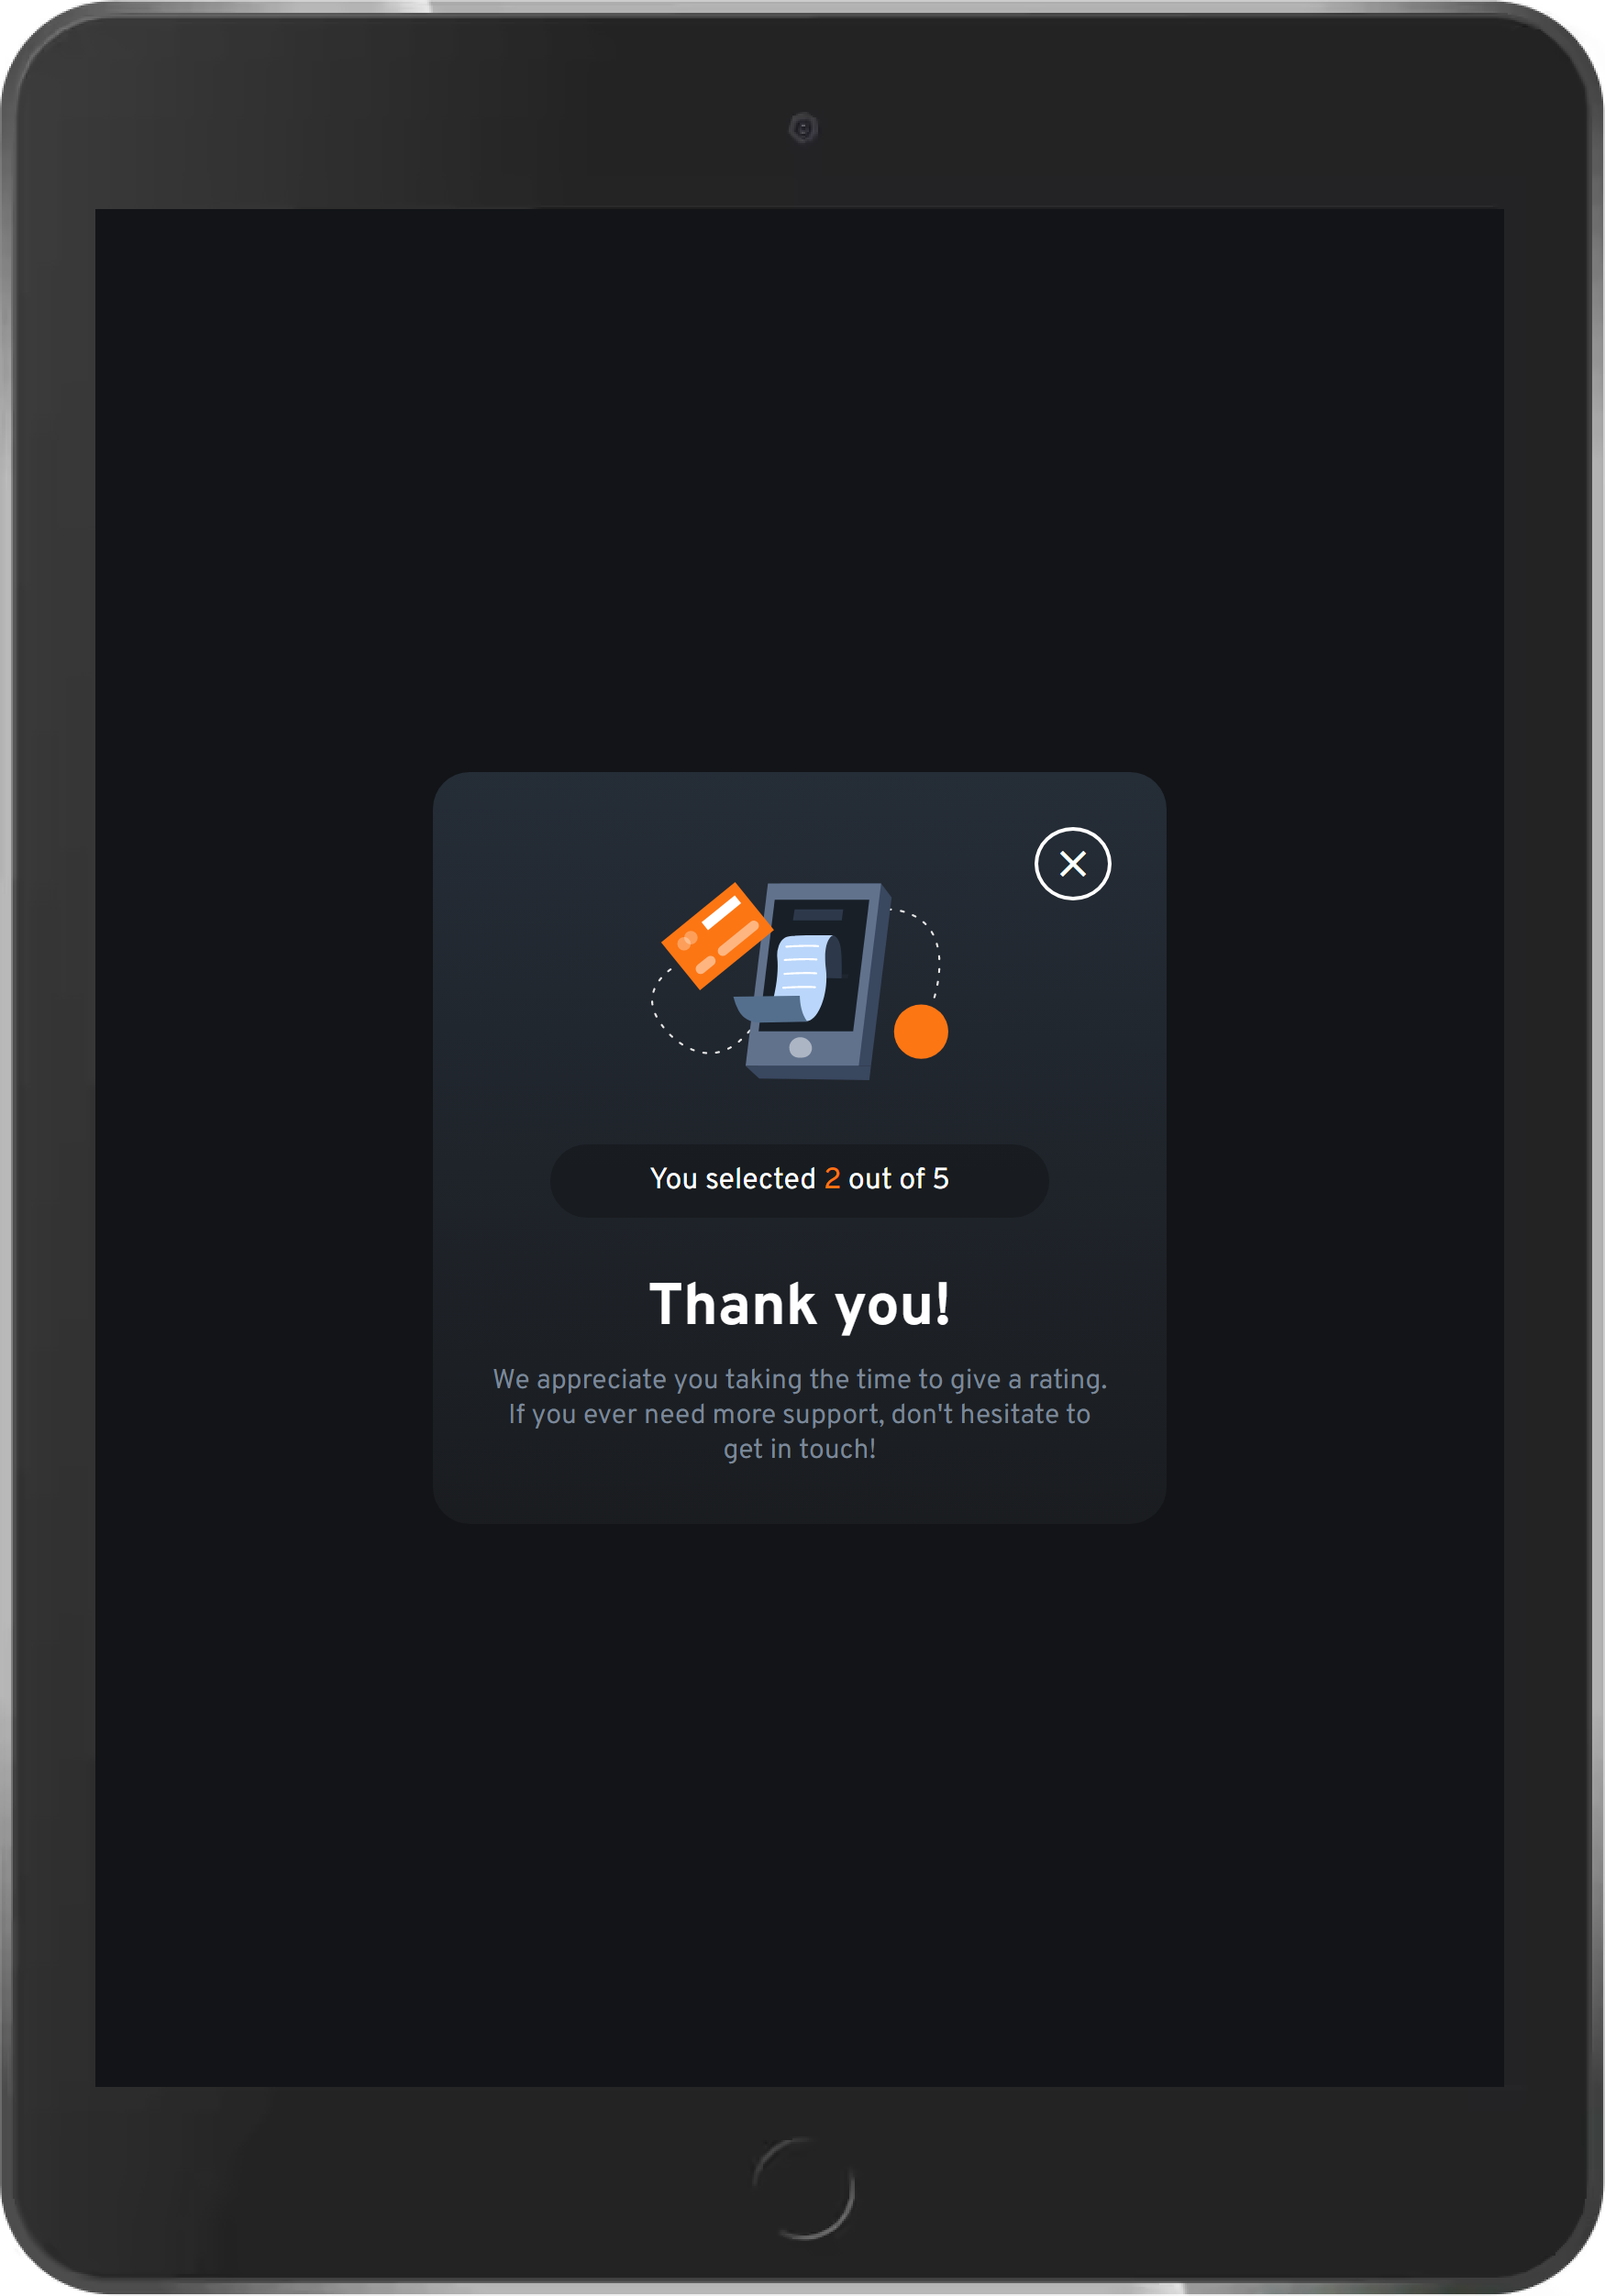 You selected 2 out of 5
Thank you!
We appreciate you taking the time to give a rating.
If you ever need more support, don't hesitate to
get in touch!